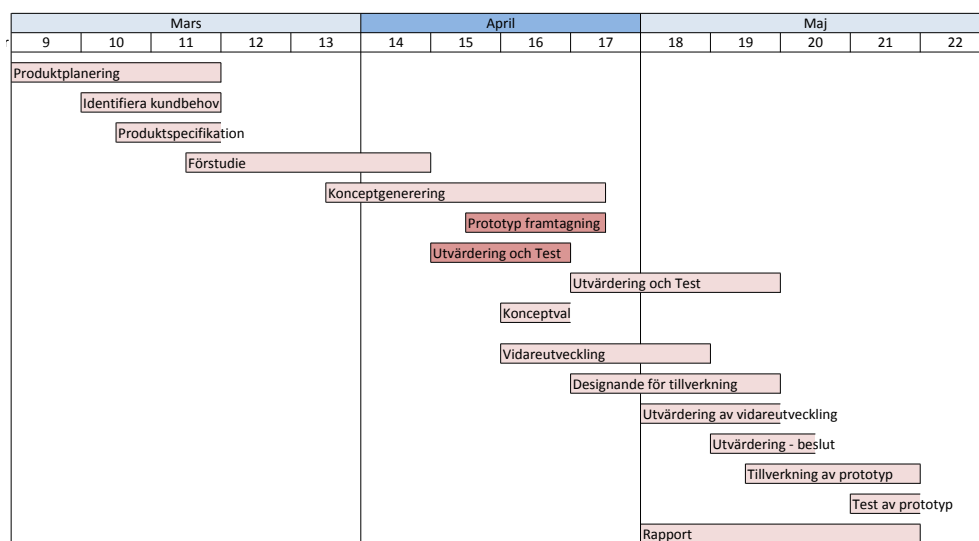 Mars April Maj
9 10 11 12 13 14 15 16 17 18 19 20 21 22
Produktplanering
Identifiera kundbehov
Produktspecifikation
Förstudie
Konceptgenerering
Prototyp framtagning
Utvärdering och Test
Utvärdering och Test
Konceptval
Vidareutveckling
Designande för tillverkning
Utvärdering av vidareutveckling
Utvärdering - beslut
Tillverkning av prototyp
Test av prototyp
Rapport